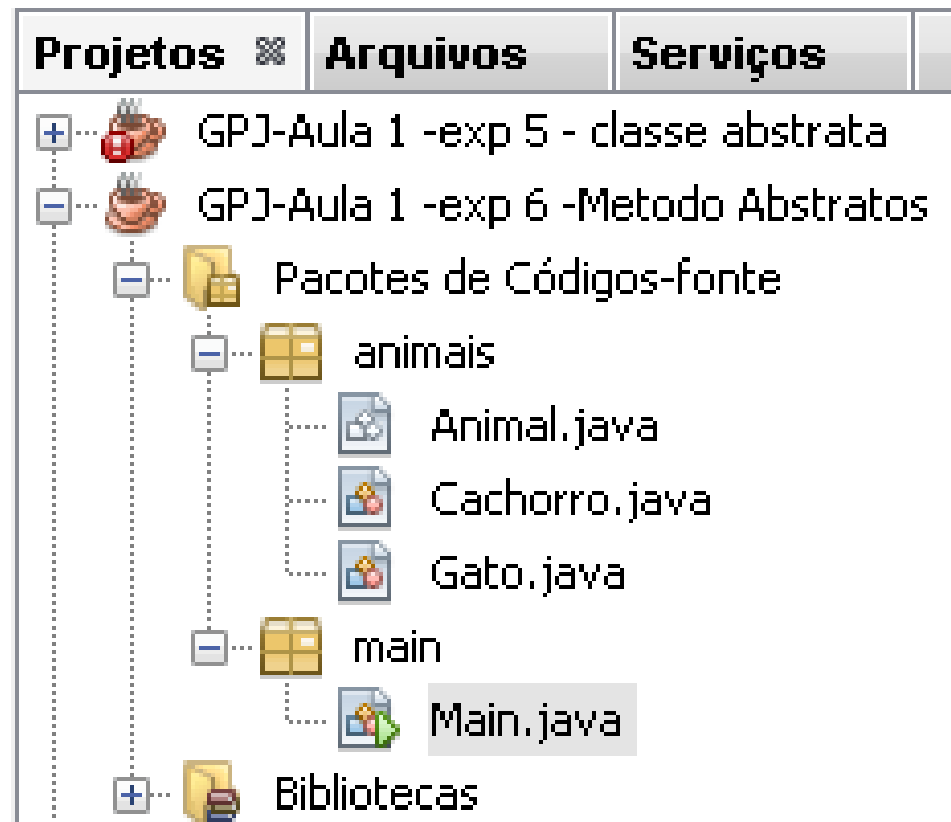 Projetos Arquivos Serviços
GPJ-Aula 1 -exp 5 - classe abstrata
GPJ-Aula 1 -exp 6 -Metodo Abstratos
Pacotes de Códigos-fonte
animais
Animal.java
Cachorro.java
Gato.java
main
Main.java
Bibliotecas